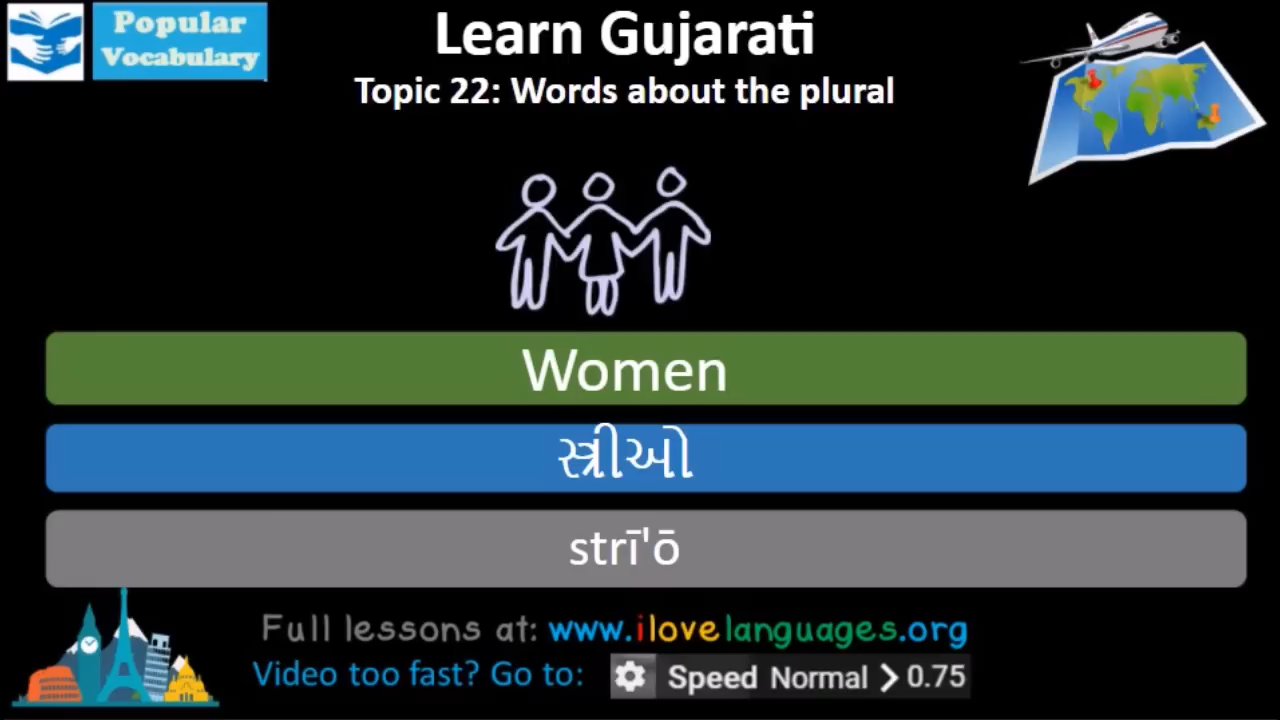 Popular
Vocabulary
Learn Gujarati
Topic 22: Words about the plural
Women
સ્ત્રીઓ
strī'ō
Full lessons at: www.ilovelanguages.org
Video too fast? Go to: Speed Normal > 0.75